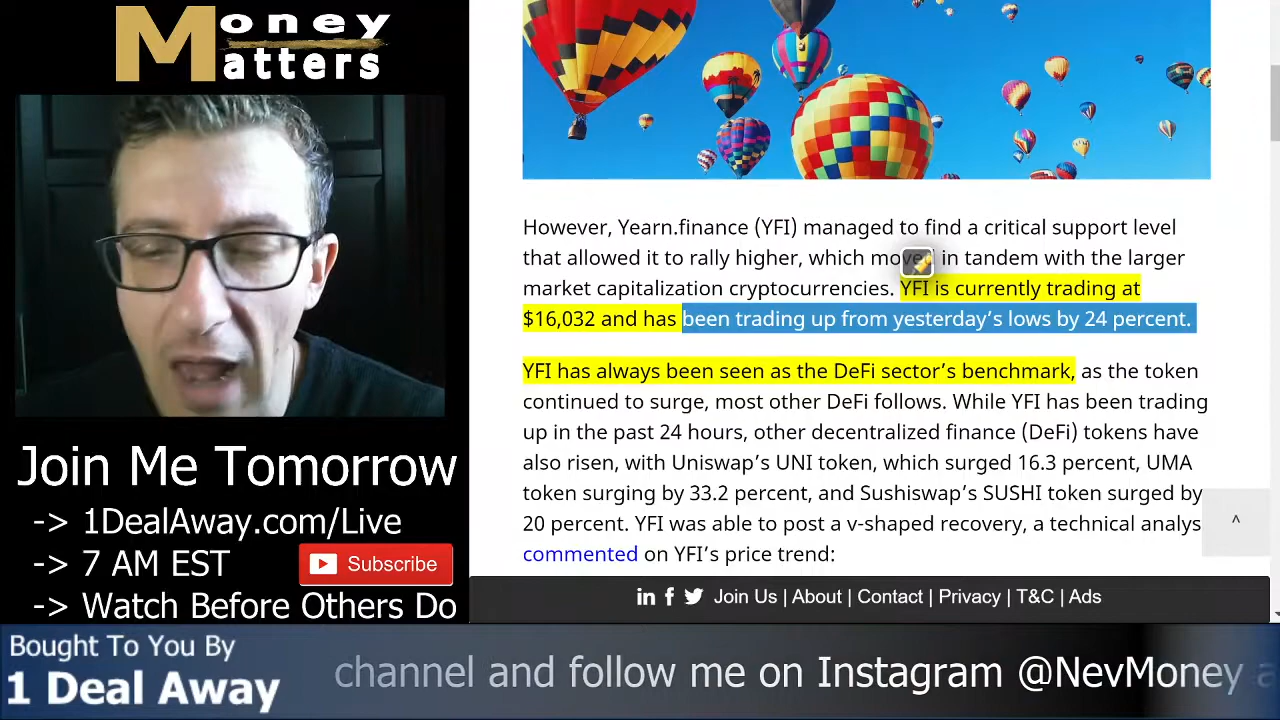 Money
Matters
However, Yearn.finance (YFI) managed to find a critical support level
that allowed it to rally higher, which moved in tandem with the larger
market capitalization cryptocurrencies. YFI is currently trading at
$16,032 and has been trading up from yesterday's lows by 24 percent.
YFI has always been seen as the DeFi sector's benchmark, as the token
continued to surge, most other DeFi follows. While YFI has been trading
up in the past 24 hours, other decentralized finance (DeFi) tokens have
also risen, with Uniswap's UNI token, which surged 16.3 percent, UMA
token surging by 33.2 percent, and Sushiswap's SUSHI token surged by
20 percent. YFI was able to post a v-shaped recovery, a technical analys
commented on YFI's price trend:
^
Join Us | About | Contact | Privacy | T&C | Ads
Join Me Tomorrow
-> 1DealAway.com/Live
-> 7 AM EST
Subscribe
-> Watch Before Others Do
Bought To You By
1 Deal Away
channel and follow me on Instagram @NevMoney a